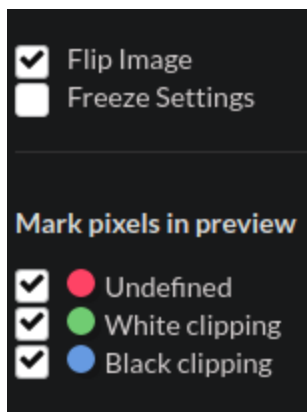 Flip Image
Freeze Settings
Mark pixels in preview
Undefined
White clipping
Black clipping